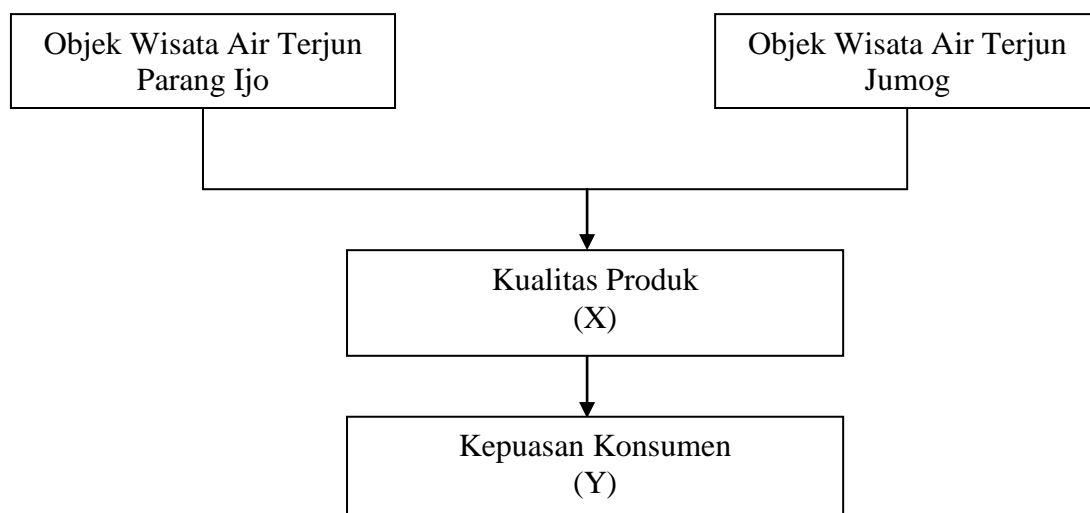 Objek Wisata Air Terjun
Parang Ijo
Objek Wisata Air Terjun
Jumog
Kualitas Produk
(X)
Kepuasan Konsumen
(Y)